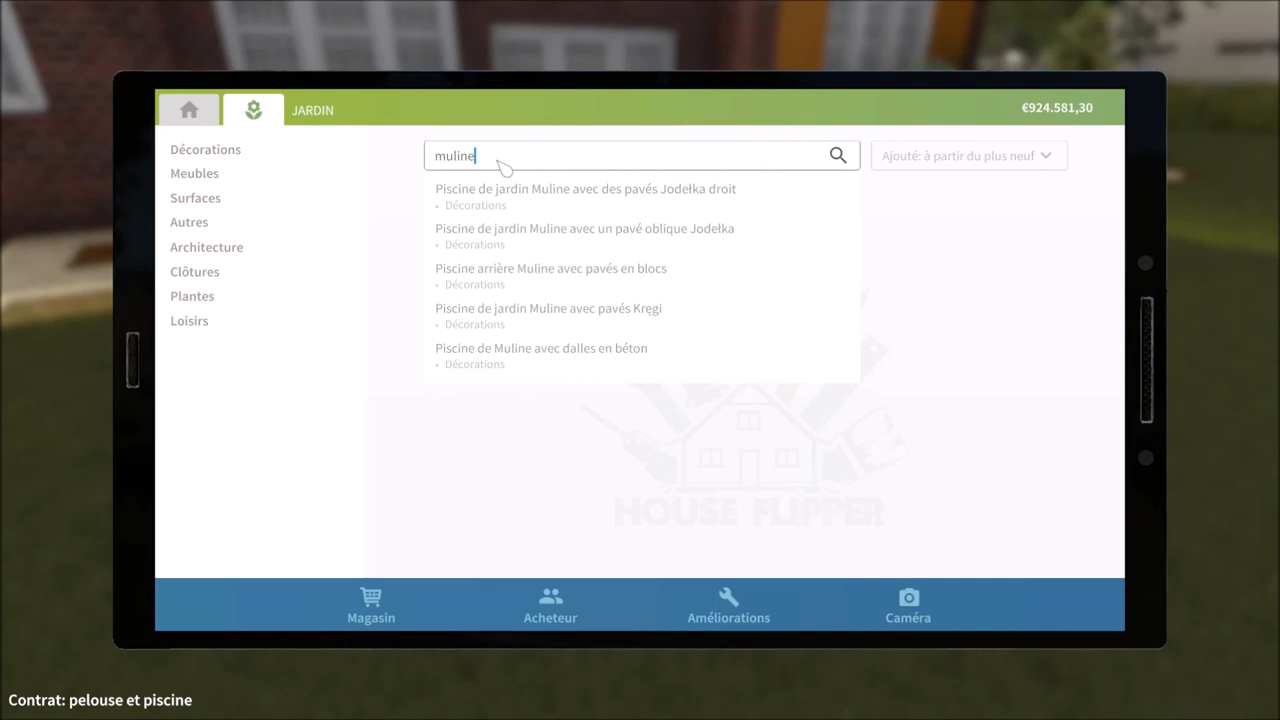 JARDIN
€924.581,30
Décorations
Meubles
Surfaces
Autres
Architecture
Clôtures
Plantes
Loisirs
muline
Ajouté: à partir du plus neuf
Piscine de jardin Muline avec des pavés Jodełka droit
• Décorations
Piscine de jardin Muline avec un pavé oblique Jodełka
• Décorations
Piscine arrière Muline avec pavés en blocs
• Décorations
Piscine de jardin Muline avec pavés Kręgi
• Décorations
Piscine de Muline avec dalles en béton
• Décorations
HOUSE FLIPPER
Magasin
Acheteur
Améliorations
Caméra
Contrat: pelouse et piscine